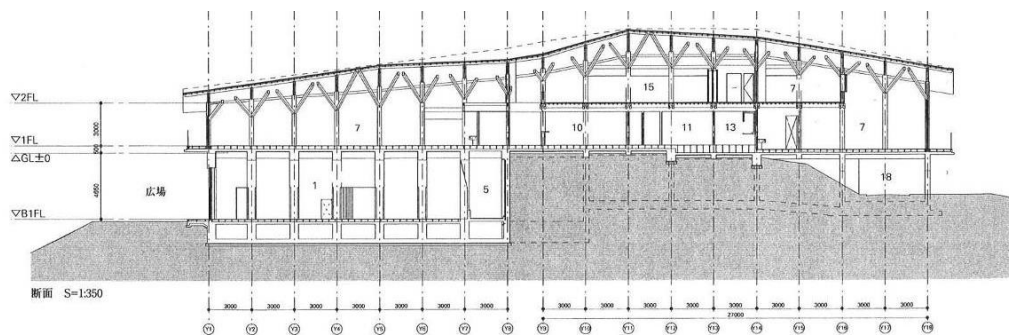 ▽2FL
3000
▽1FL
500
△GL±0
4650
▽B1FL
広場
15
7
7
10
11
13
7
1
5
18
断面 S=1:350
3000 3000 3000 3000 3000 3000 3000 3000 3000 3000 3000 3000 3000 3000 3000 3000
27000
Y1 Y2 Y3 Y4 Y5 Y6 Y7 Y8 Y9 Y10 Y11 Y12 Y13 Y14 Y15 Y16 Y17 Y18